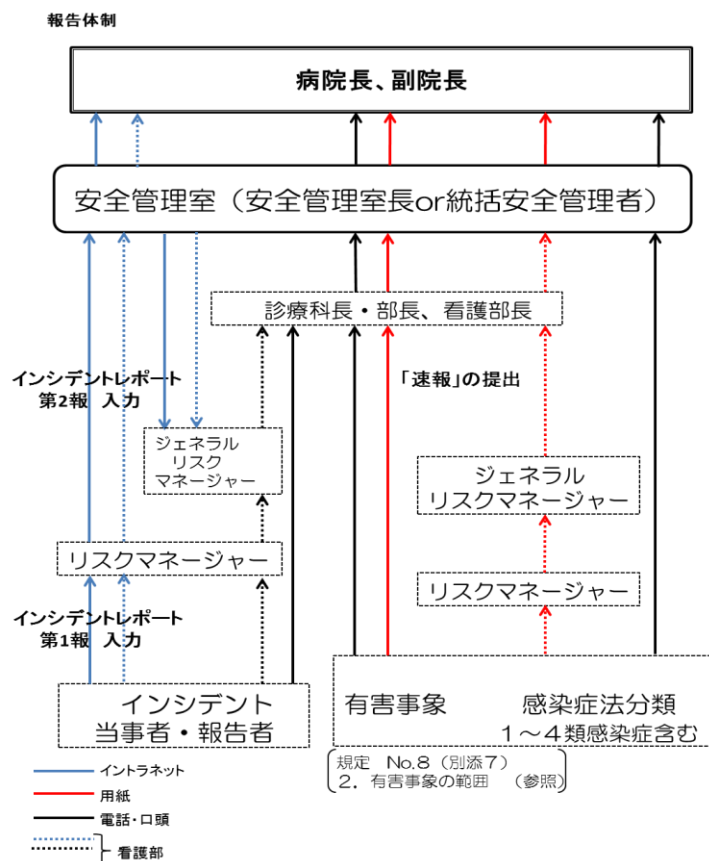 報告体制
病院長、副院長
安全管理室（安全管理室長or統括安全管理者）
診療科長・部長、看護部長
インシデントレポート
第2報 入力
「速報」の提出
ジェネラル
リスク
マネージャー
ジェネラル
リスクマネージャー
リスクマネージャー
リスクマネージャー
インシデントレポート
第1報 入力
インシデント
当事者・報告者
有害事象
感染症法分類
1～4類感染症含む
規定 No.8（別添7）
2. 有害事象の範囲 （参照）
イントラネット
用紙
電話・口頭
看護部